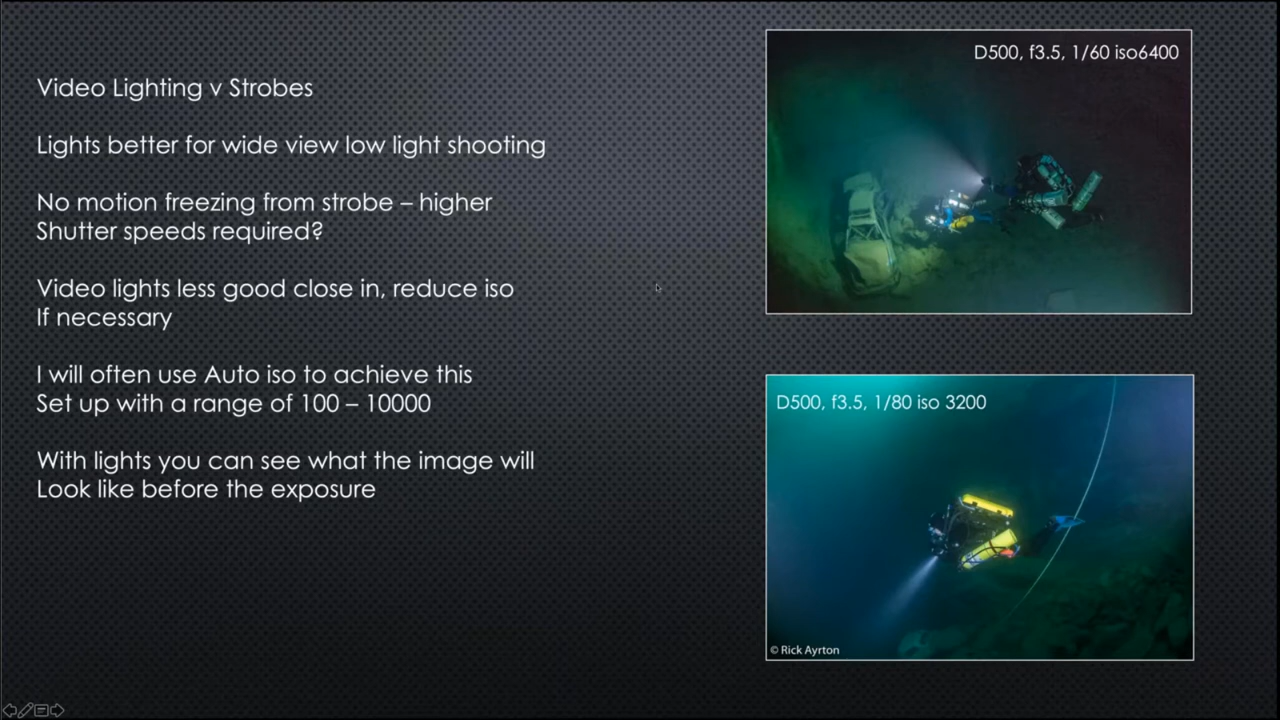 Video Lighting v Strobes
Lights better for wide view low light shooting
No motion freezing from strobe – higher
Shutter speeds required?
Video lights less good close in, reduce iso
If necessary
I will often use Auto iso to achieve this
Set up with a range of 100 – 10000
With lights you can see what the image will
Look like before the exposure
D500, f3.5, 1/60 iso6400
D500, f3.5, 1/80 iso 3200
© Rick Ayrton